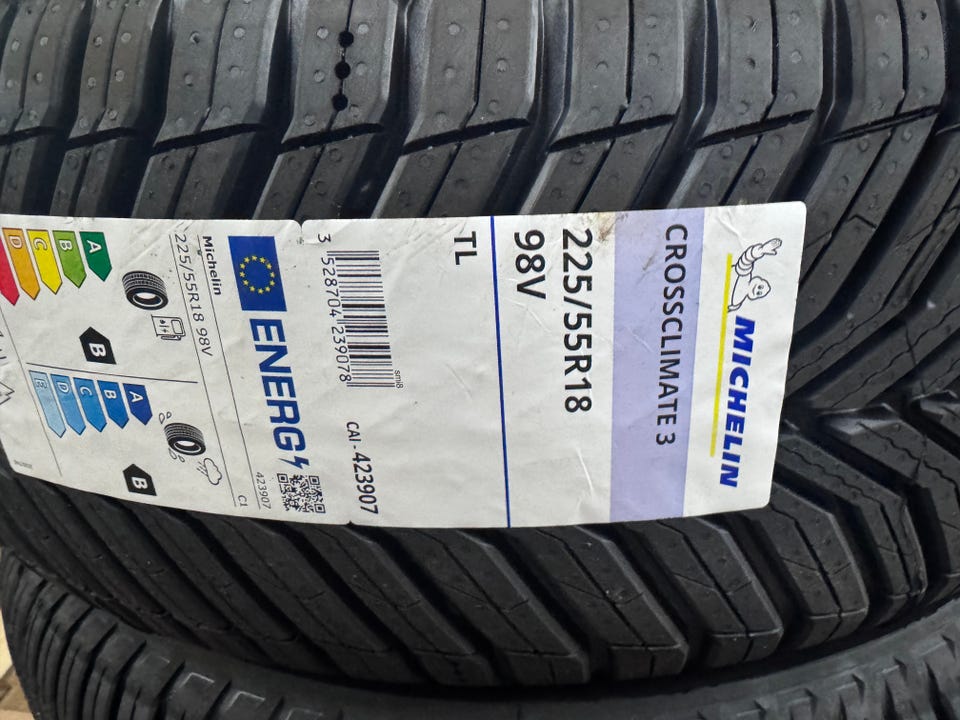 MICHELIN
CROSSCLIMATE 3
225/55R18
98V
TL
smi8
3 528704 239078
CAI - 423907
ENERG
423907
Michelin
225/55R18 98V
C1
A
B
C
D
B
A
B
C
D
B